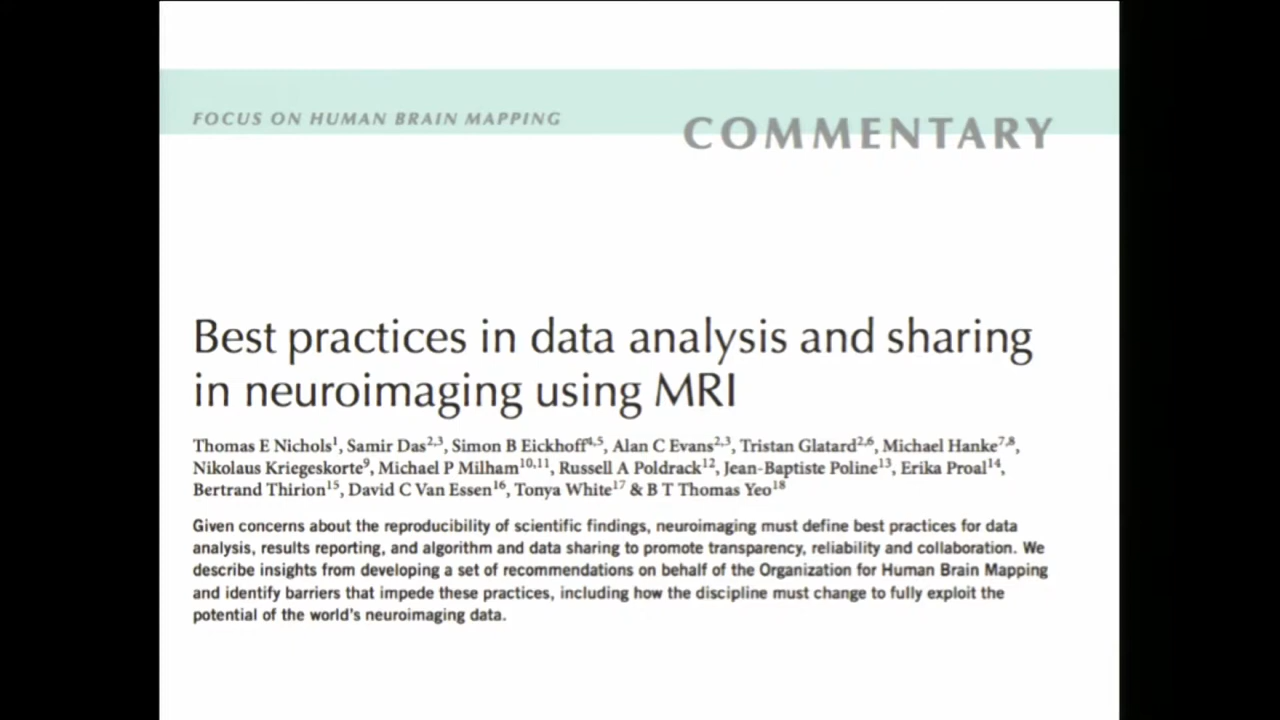 FOCUS ON HUMAN BRAIN MAPPING
COMMENTARY
Best practices in data analysis and sharing
in neuroimaging using MRI
Thomas E Nichols1, Samir Das2,3, Simon B Eickhoff4,5, Alan C Evans2,3, Tristan Glatard2,6, Michael Hanke7,8,
Nikolaus Kriegeskorte9, Michael P Milham10,11, Russell A Poldrack12, Jean-Baptiste Poline13, Erika Proal14,
Bertrand Thirion15, David C Van Essen16, Tonya White17 & B T Thomas Yeo18
Given concerns about the reproducibility of scientific findings, neuroimaging must define best practices for data
analysis, results reporting, and algorithm and data sharing to promote transparency, reliability and collaboration. We
describe insights from developing a set of recommendations on behalf of the Organization for Human Brain Mapping
and identify barriers that impede these practices, including how the discipline must change to fully exploit the
potential of the world's neuroimaging data.